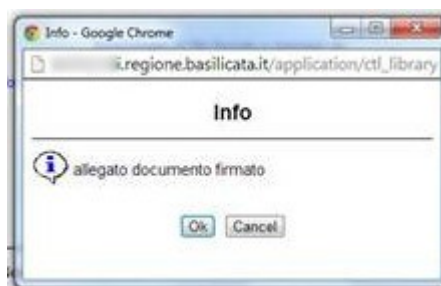 Info - Google Chrome
i.regione.basilicata.it/application/ctl_library
Info
allegato documento firmato
Ok Cancel